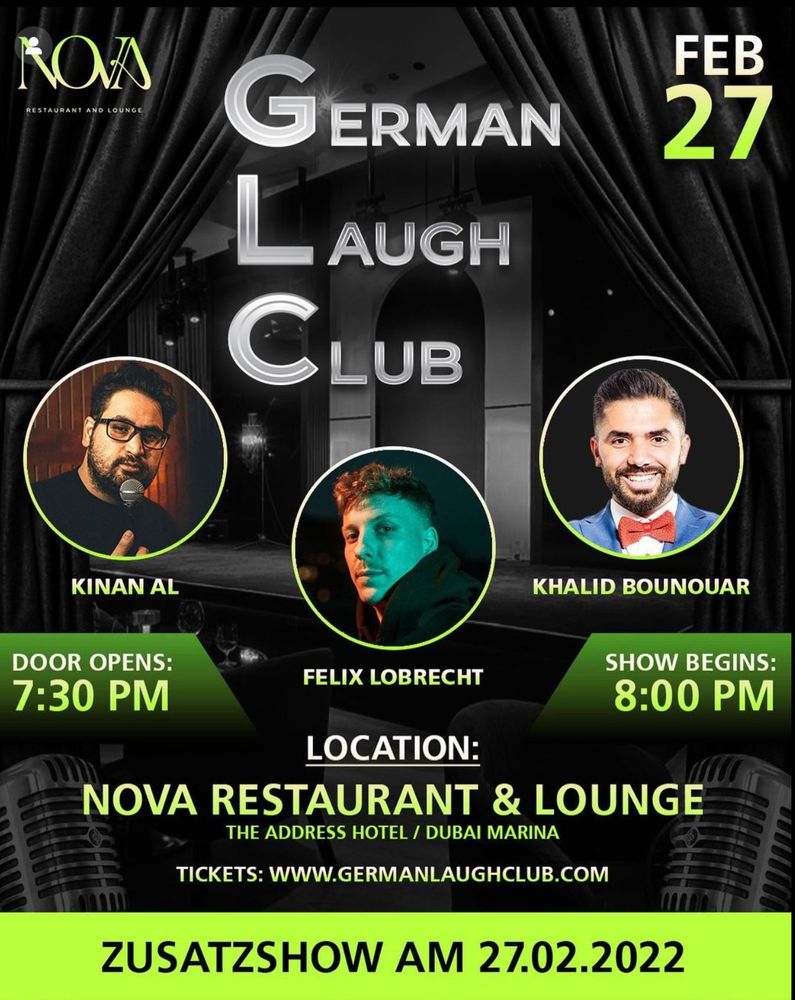 NOVA
RESTAURANT AND LOUNGE
FEB
27
GERMAN
LAUGH
CLUB
KINAN AL
KHALID BOUNOUAR
FELIX LOBRECHT
DOOR OPENS:
7:30 PM
SHOW BEGINS:
8:00 PM
LOCATION:
NOVA RESTAURANT & LOUNGE
THE ADDRESS HOTEL / DUBAI MARINA
TICKETS: WWW.GERMANLAUGHCLUB.COM
ZUSATZSHOW AM 27.02.2022